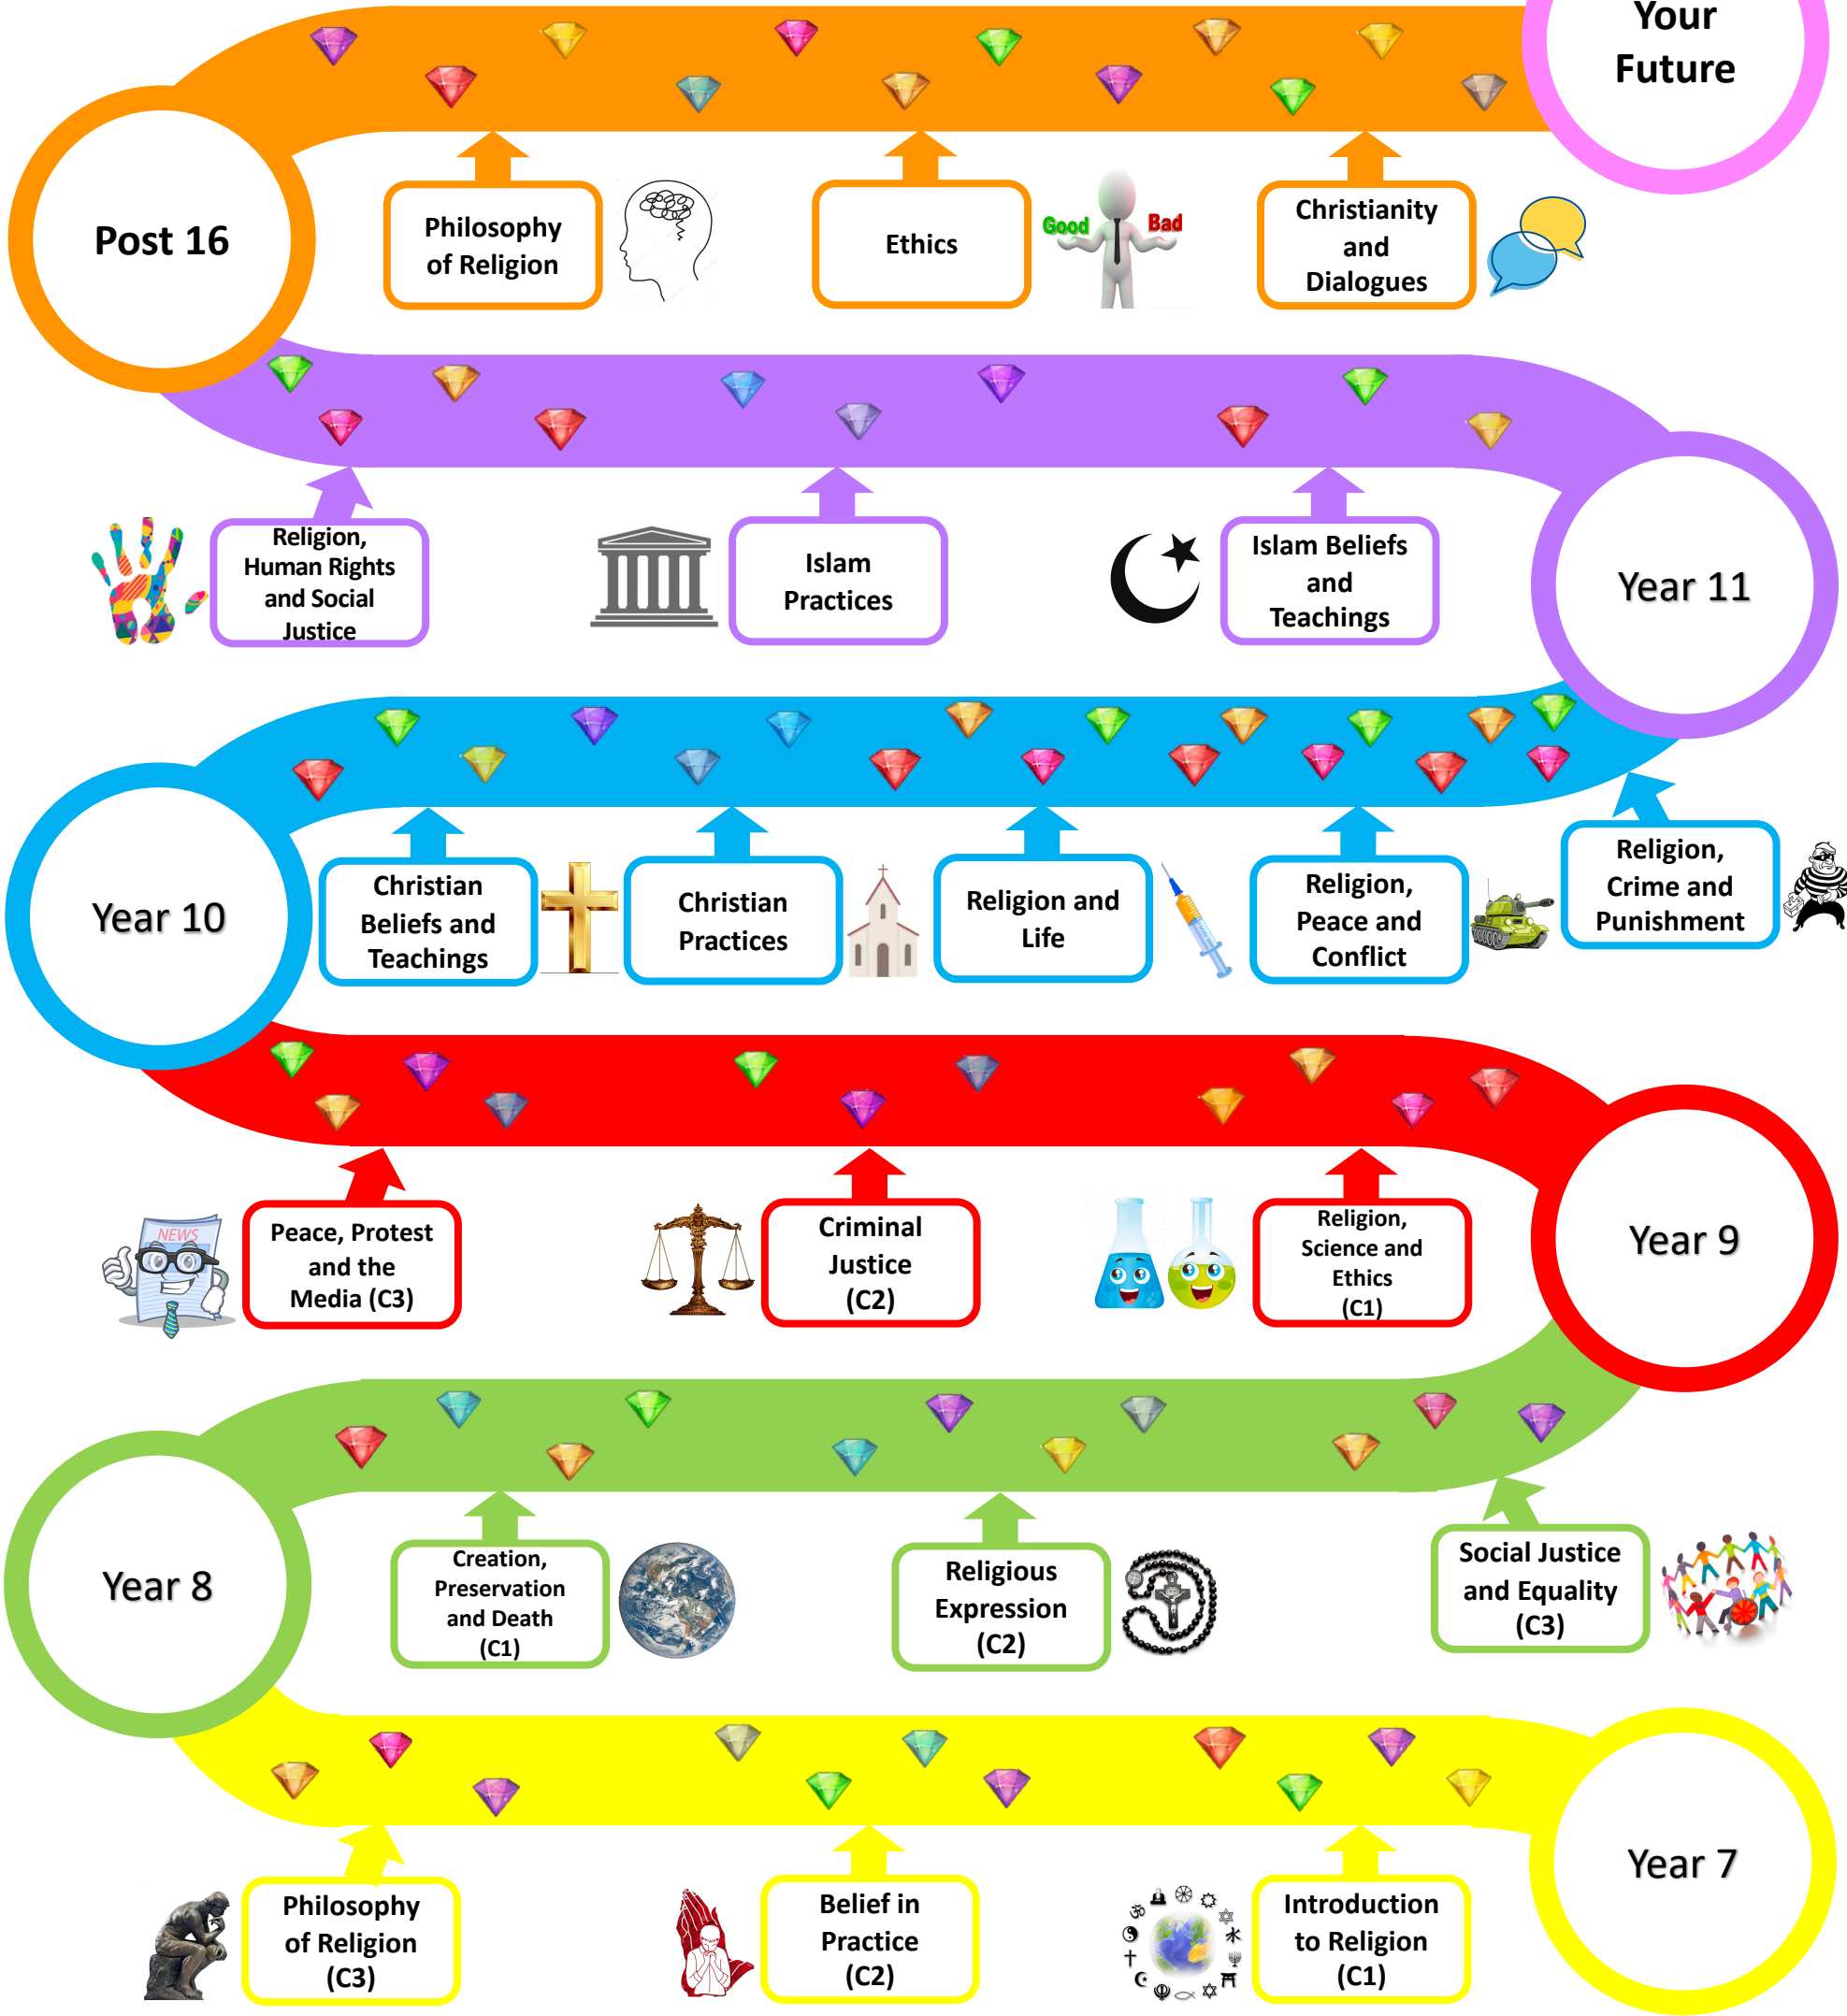 Your
Future
Post 16
Philosophy
of Religion
Ethics
Good
Bad
Christianity
and
Dialogues
Religion,
Human Rights
and Social
Justice
Islam
Practices
Islam Beliefs
and
Teachings
Year 11
Year 10
Christian
Beliefs and
Teachings
Christian
Practices
Religion and
Life
Religion,
Peace and
Conflict
Religion,
Crime and
Punishment
NEWS
Peace, Protest
and the
Media (C3)
Criminal
Justice
(C2)
Religion,
Science and
Ethics
(C1)
Year 9
Year 8
Creation,
Preservation
and Death
(C1)
Religious
Expression
(C2)
Social Justice
and Equality
(C3)
Philosophy
of Religion
(C3)
Belief in
Practice
(C2)
Introduction
to Religion
(C1)
Year 7